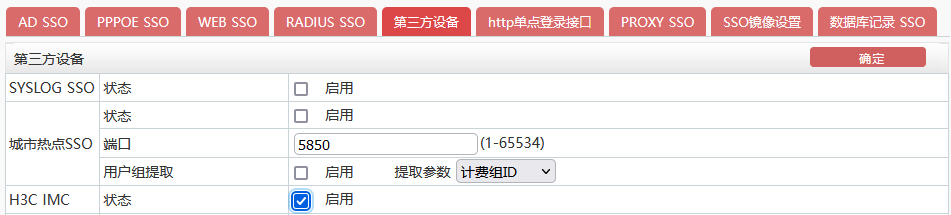 AD SSO PPPOE SSO WEB SSO RADIUS SSO 第三方设备 http单点登录接口 PROXY SSO SSO镜像设置 数据库记录 SSO
第三方设备 确定
SYSLOG SSO 状态 启用
状态 启用
城市热点SSO 端口 5850 (1-65534)
用户组提取 启用 提取参数 计费组ID
H3C IMC 状态 启用